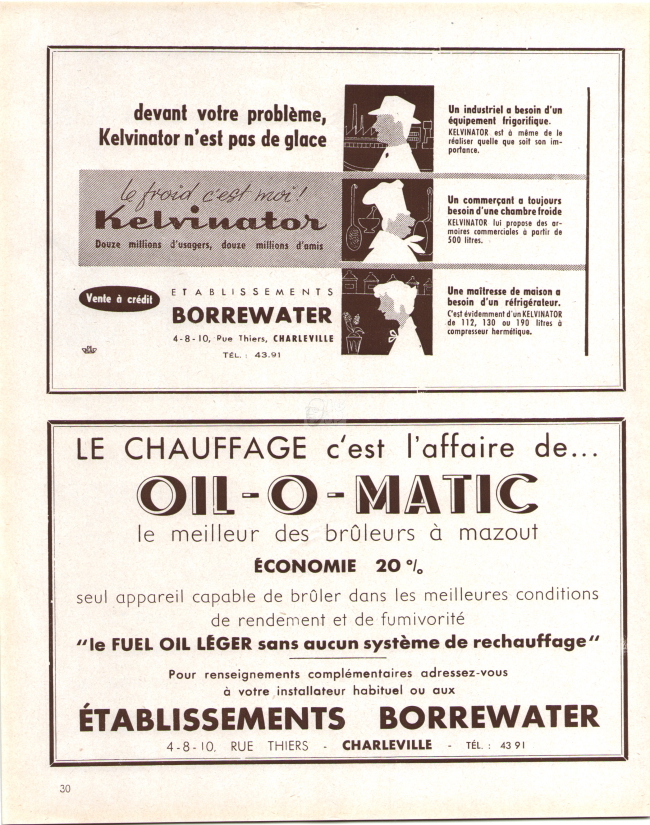 devant votre problème,
Kelvinator n'est pas de glace
le froid c'est moi!
Kelvinator
Douze millions d'usagers, douze millions d'amis
Vente à crédit
ETABLISSEMENTS
BORREWATER
4-8-10, Rue Thiers, CHARLEVILLE
TÉL. : 43.91
Un industriel a besoin d'un
équipement frigorifique.
KELVINATOR est à même de le
réaliser quelle que soit son im-
portance.
Un commerçant a toujours
besoin d'une chambre froide
KELVINATOR lui propose des ar-
moires commerciales à partir de
500 litres.
Une maîtresse de maison a
besoin d'un réfrigérateur.
C'est évidemment d'un KELVINATOR
de 112, 130 ou 190 litres à
compresseur hermétique.
LE CHAUFFAGE c'est l'affaire de...
OIL-O-MATIC
le meilleur des brûleurs à mazout
ÉCONOMIE 20 %
seul appareil capable de brûler dans les meilleures conditions
de rendement et de fumivorité
"le FUEL OIL LÉGER sans aucun système de rechauffage"
Pour renseignements complémentaires adressez-vous
à votre installateur habituel ou aux
ÉTABLISSEMENTS BORREWATER
4-8-10, RUE THIERS - CHARLEVILLE - TÉL. : 43 91
30